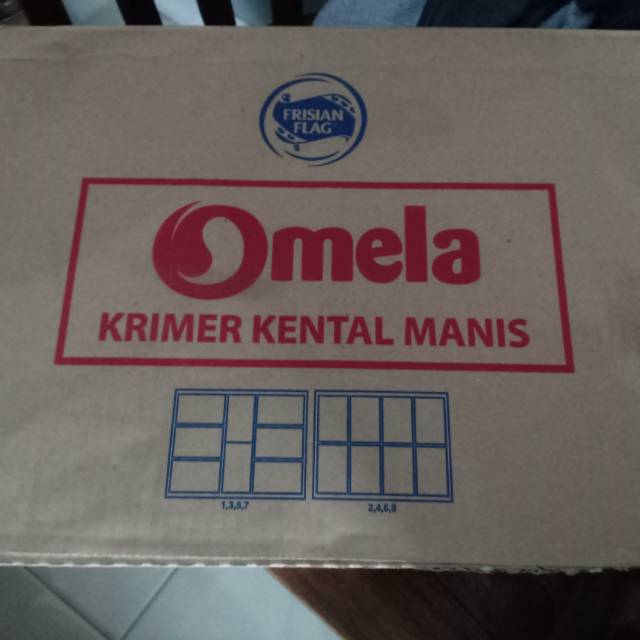 FRISIAN
FLAG
Omela
KRIMER KENTAL MANIS
1,3,5,7
2,4,6,8